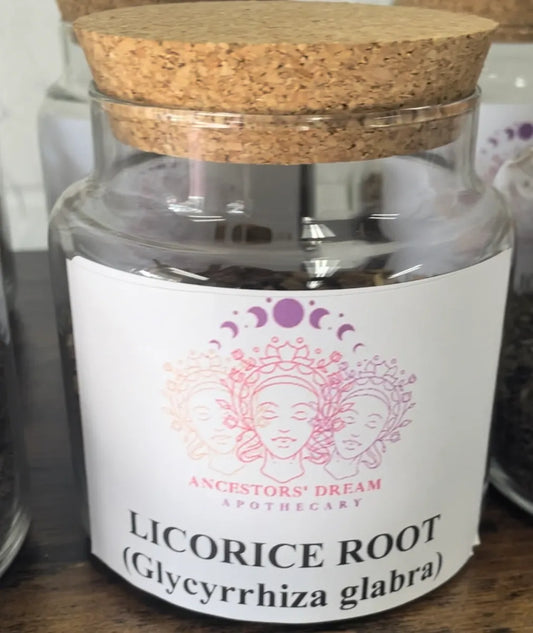 ANCESTORS' DREAM
APOTHECARY
LICORICE ROOT
(Glycyrrhiza glabra)